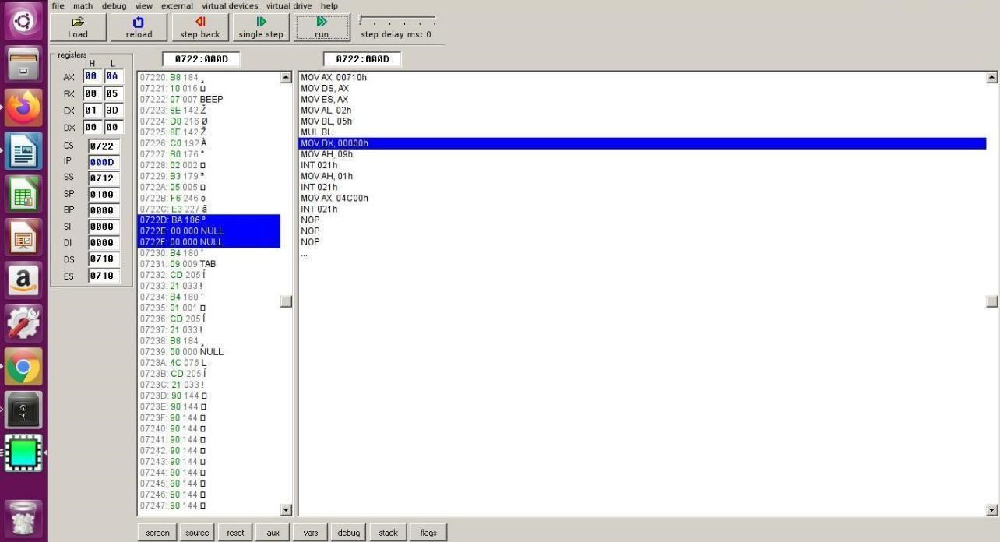 file math debug view external virtual devices virtual drive help
Load reload step back single step run step delay ms: 0
registers 0722:000D 0722:000D
H L
AX 00 0A
BX 00 05
CX 01 3D
DX 00 00
CS 0722
IP 000D
SS 0712
SP 0100
BP 0000
SI 0000
DI 0000
DS 0710
ES 0710
07220: B8 184 ¸
07221: 10 016
07222: 07 007 BEEP
07223: 8E 142 Ž
07224: D8 216 Ø
07225: 8E 142 Ž
07226: C0 192 À
07227: B0 176 °
07228: 02 002
07229: B3 179 ³
0722A: 05 005
0722B: F6 246 ö
0722C: E3 227 ã
0722D: BA 186 º
0722E: 00 000 NULL
0722F: 00 000 NULL
07230: B4 180 ´
07231: 09 009 TAB
07232: CD 205 Í
07233: 21 033 !
07234: B4 180 ´
07235: 01 001
07236: CD 205 Í
07237: 21 033 !
07238: B8 184 ¸
07239: 00 000 NULL
0723A: 4C 076 L
0723B: CD 205 Í
0723C: 21 033 !
0723D: 90 144
0723E: 90 144
0723F: 90 144
07240: 90 144
07241: 90 144
07242: 90 144
07243: 90 144
07244: 90 144
07245: 90 144
07246: 90 144
07247: 90 144
MOV AX, 00710h
MOV DS, AX
MOV ES, AX
MOV AL, 02h
MOV BL, 05h
MUL BL
MOV DX, 00000h
MOV AH, 09h
INT 021h
MOV AH, 01h
INT 021h
MOV AX, 04C00h
INT 021h
NOP
NOP
NOP
...
screen source reset aux vars debug stack flags